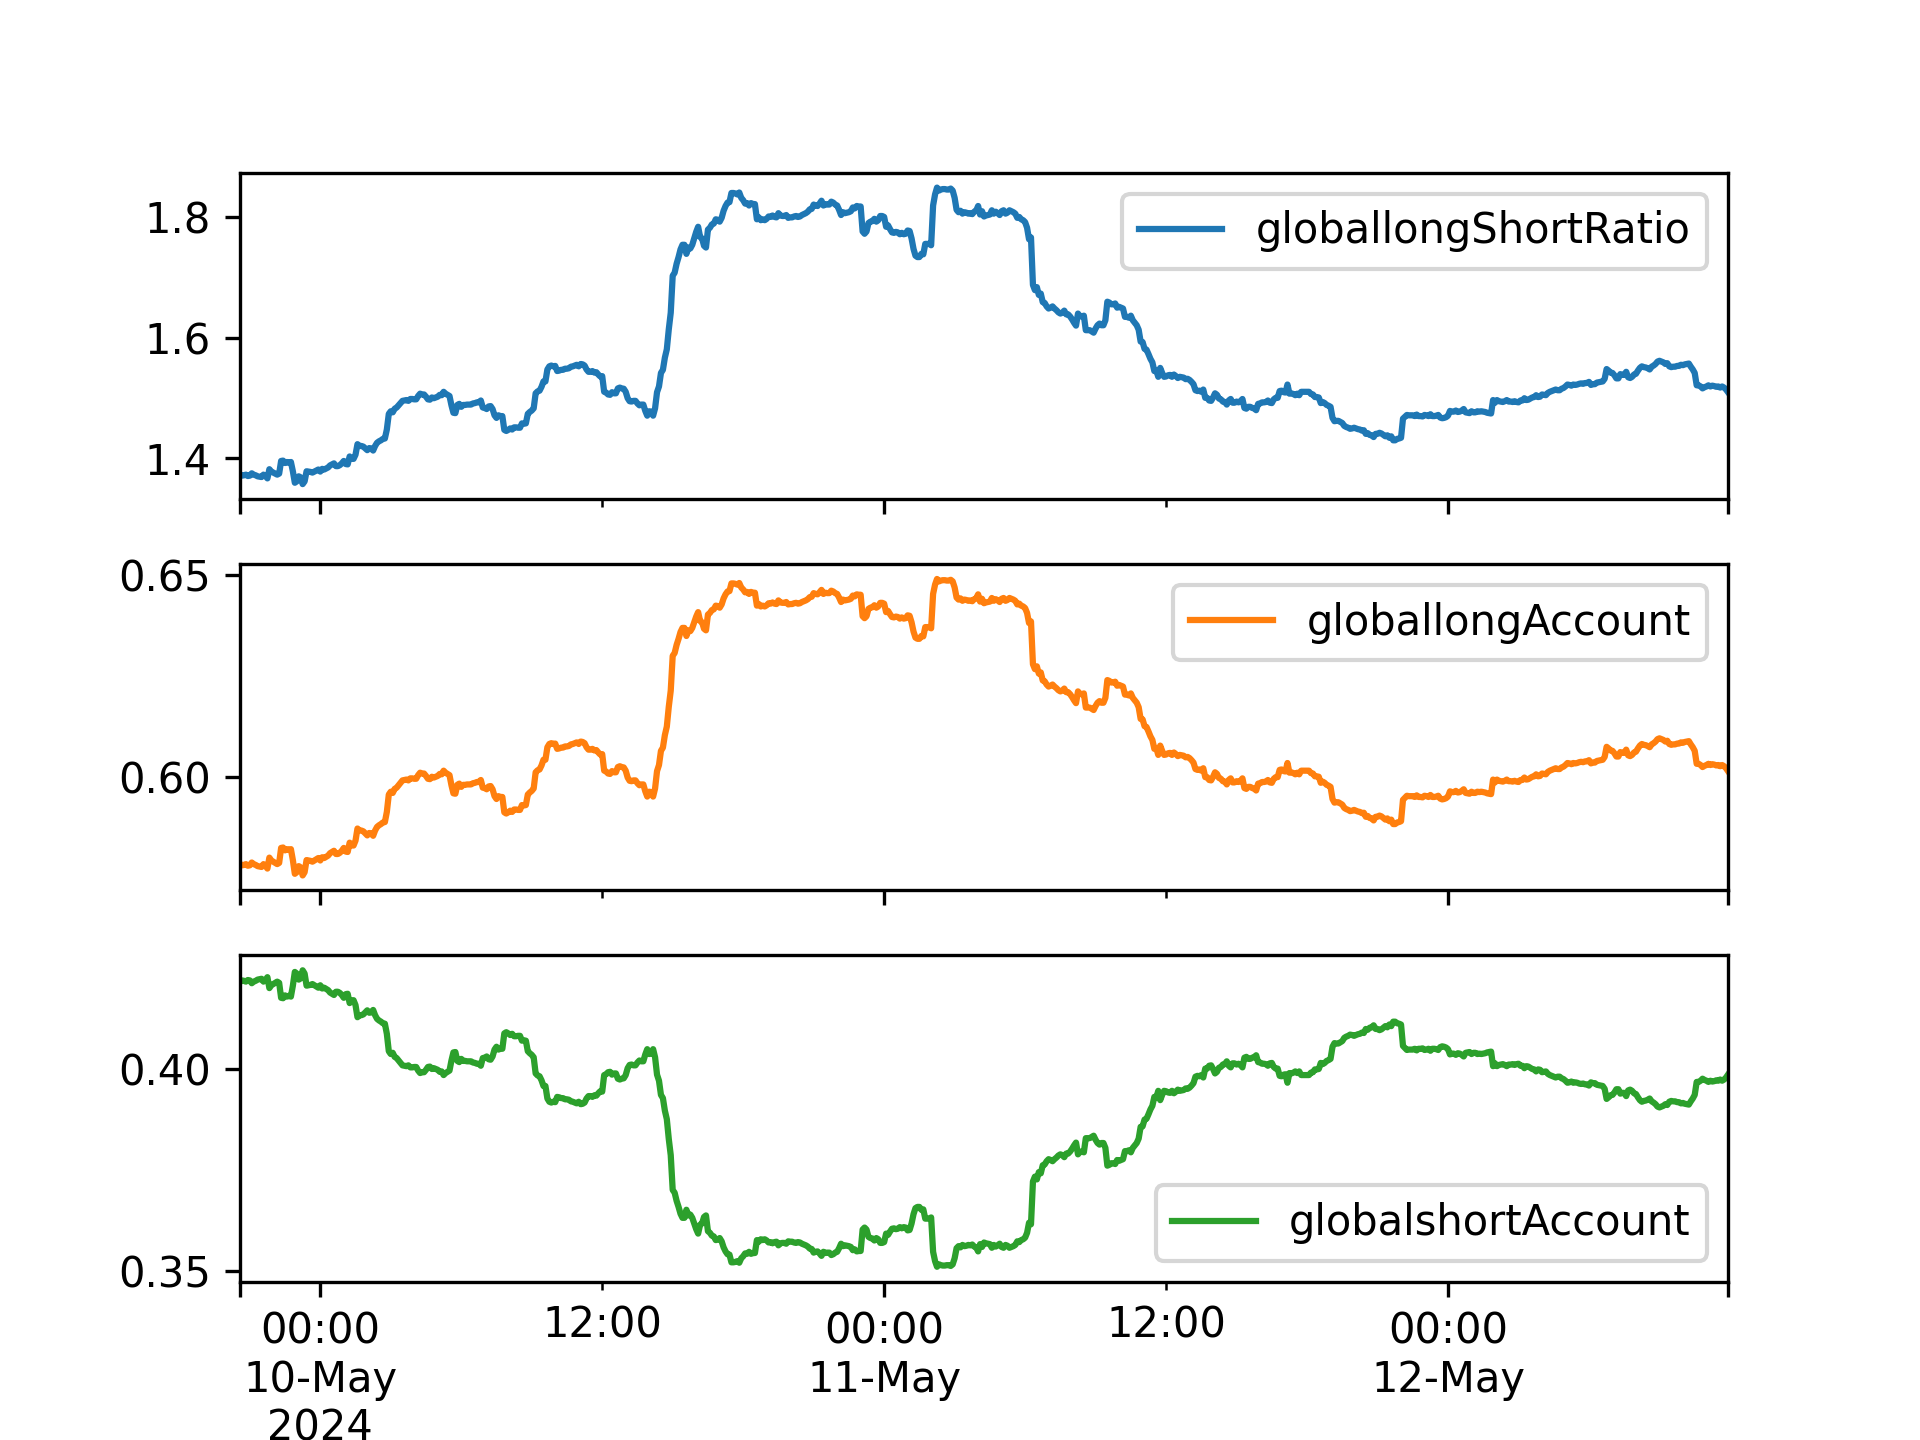 1.8
globallongShortRatio
1.6
1.4
0.65
globallongAccount
0.60
0.40
globalshortAccount
0.35
00:00 12:00 00:00 12:00 00:00
10-May 11-May 12-May
2024